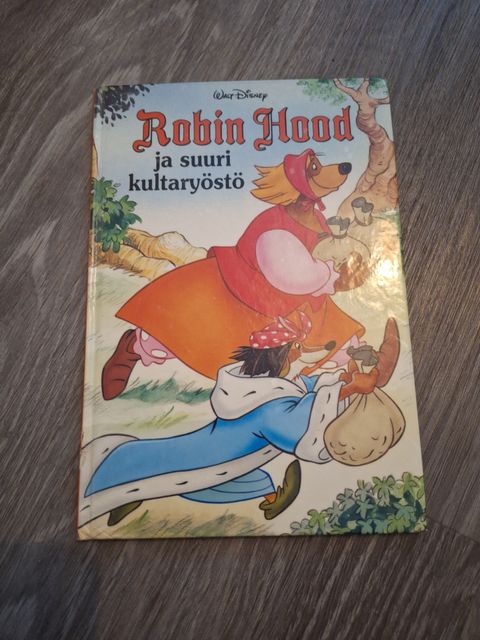 Walt Disney
Robin Hood
ja suuri
kultaryöstö